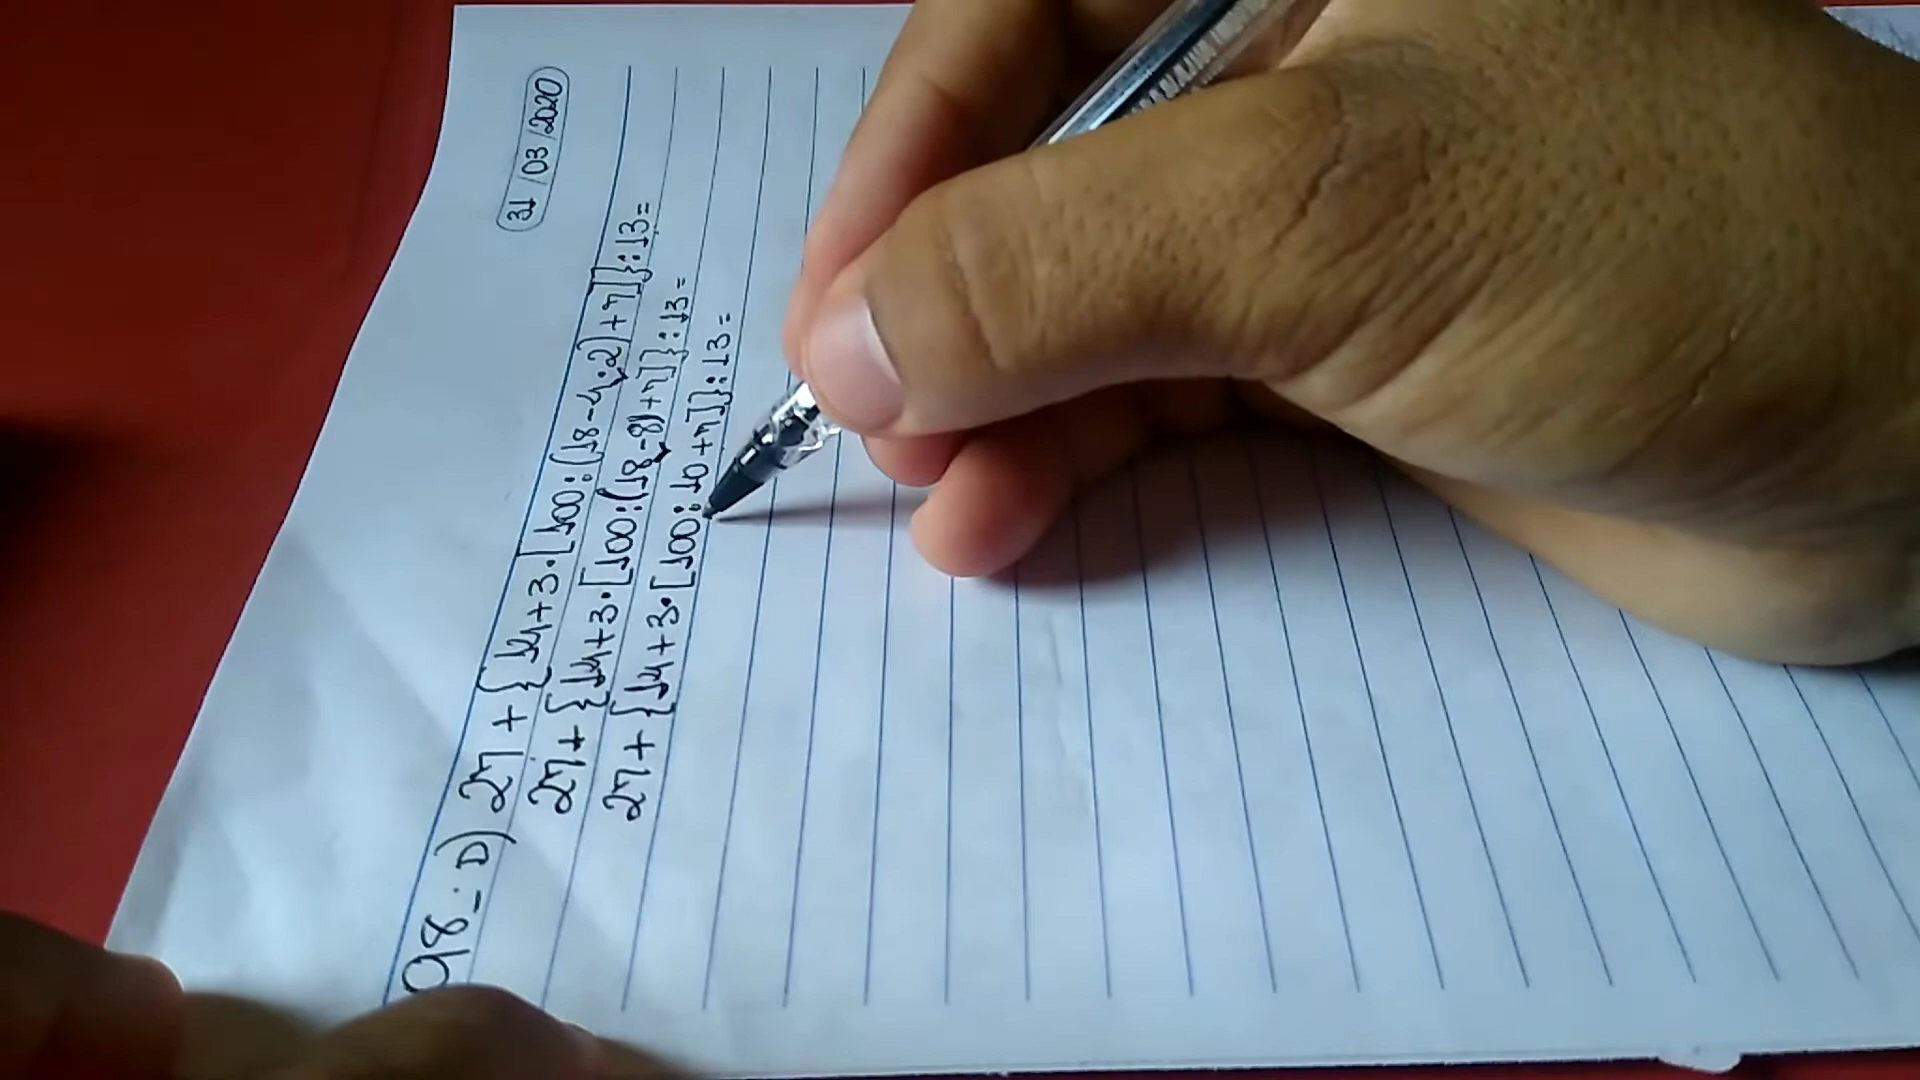 31/03/2020
98_. D) 27 + {14+3.[100:(18-4.2)+7]}:13=
27+{14+3.[100:(18-8)+7]}:13=
27+{14+3.[100:10+7]}:13=